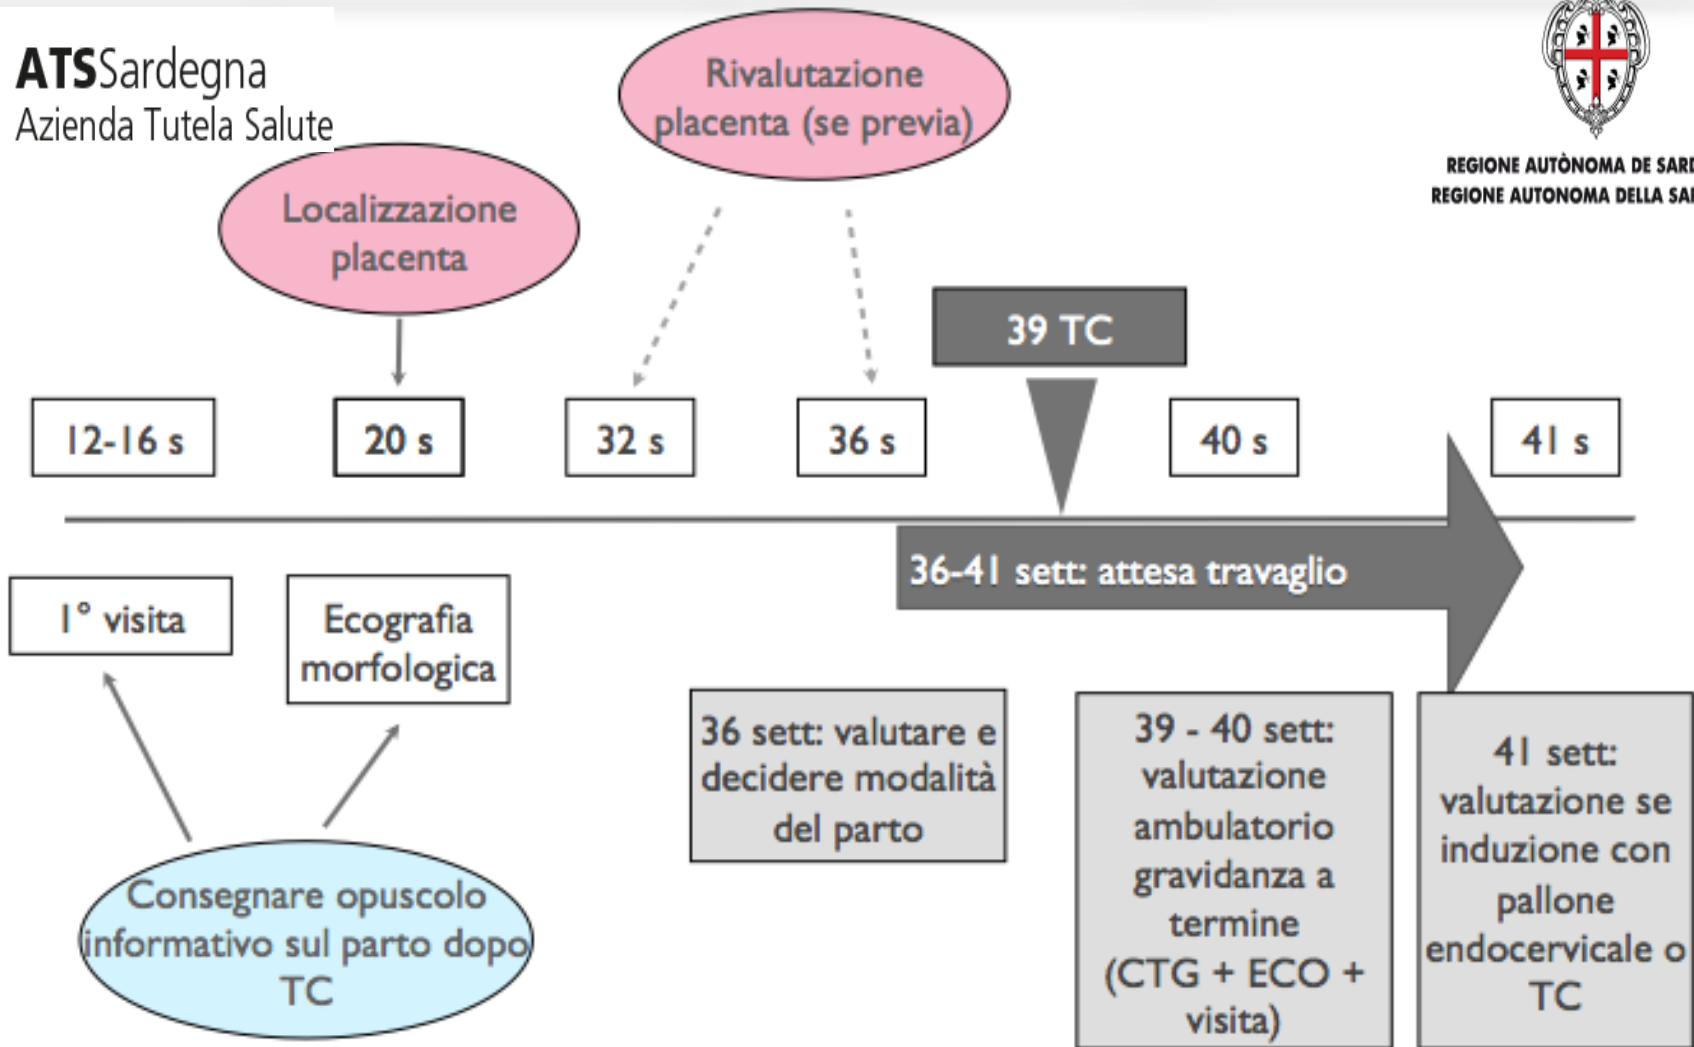 ATSSardegna
Azienda Tutela Salute
Rivalutazione
placenta (se previa)
REGIONE AUTÒNOMA DE SARD
REGIONE AUTONOMA DELLA SAR
Localizzazione
placenta
39 TC
12-16 s
20 s
32 s
36 s
40 s
41 s
36-41 sett: attesa travaglio
1° visita
Ecografia
morfologica
36 sett: valutare e
decidere modalità
del parto
39 - 40 sett:
valutazione
ambulatorio
gravidanza a
termine
(CTG + ECO +
visita)
41 sett:
valutazione se
induzione con
pallone
endocervicale o
TC
Consegnare opuscolo
informativo sul parto dopo
TC